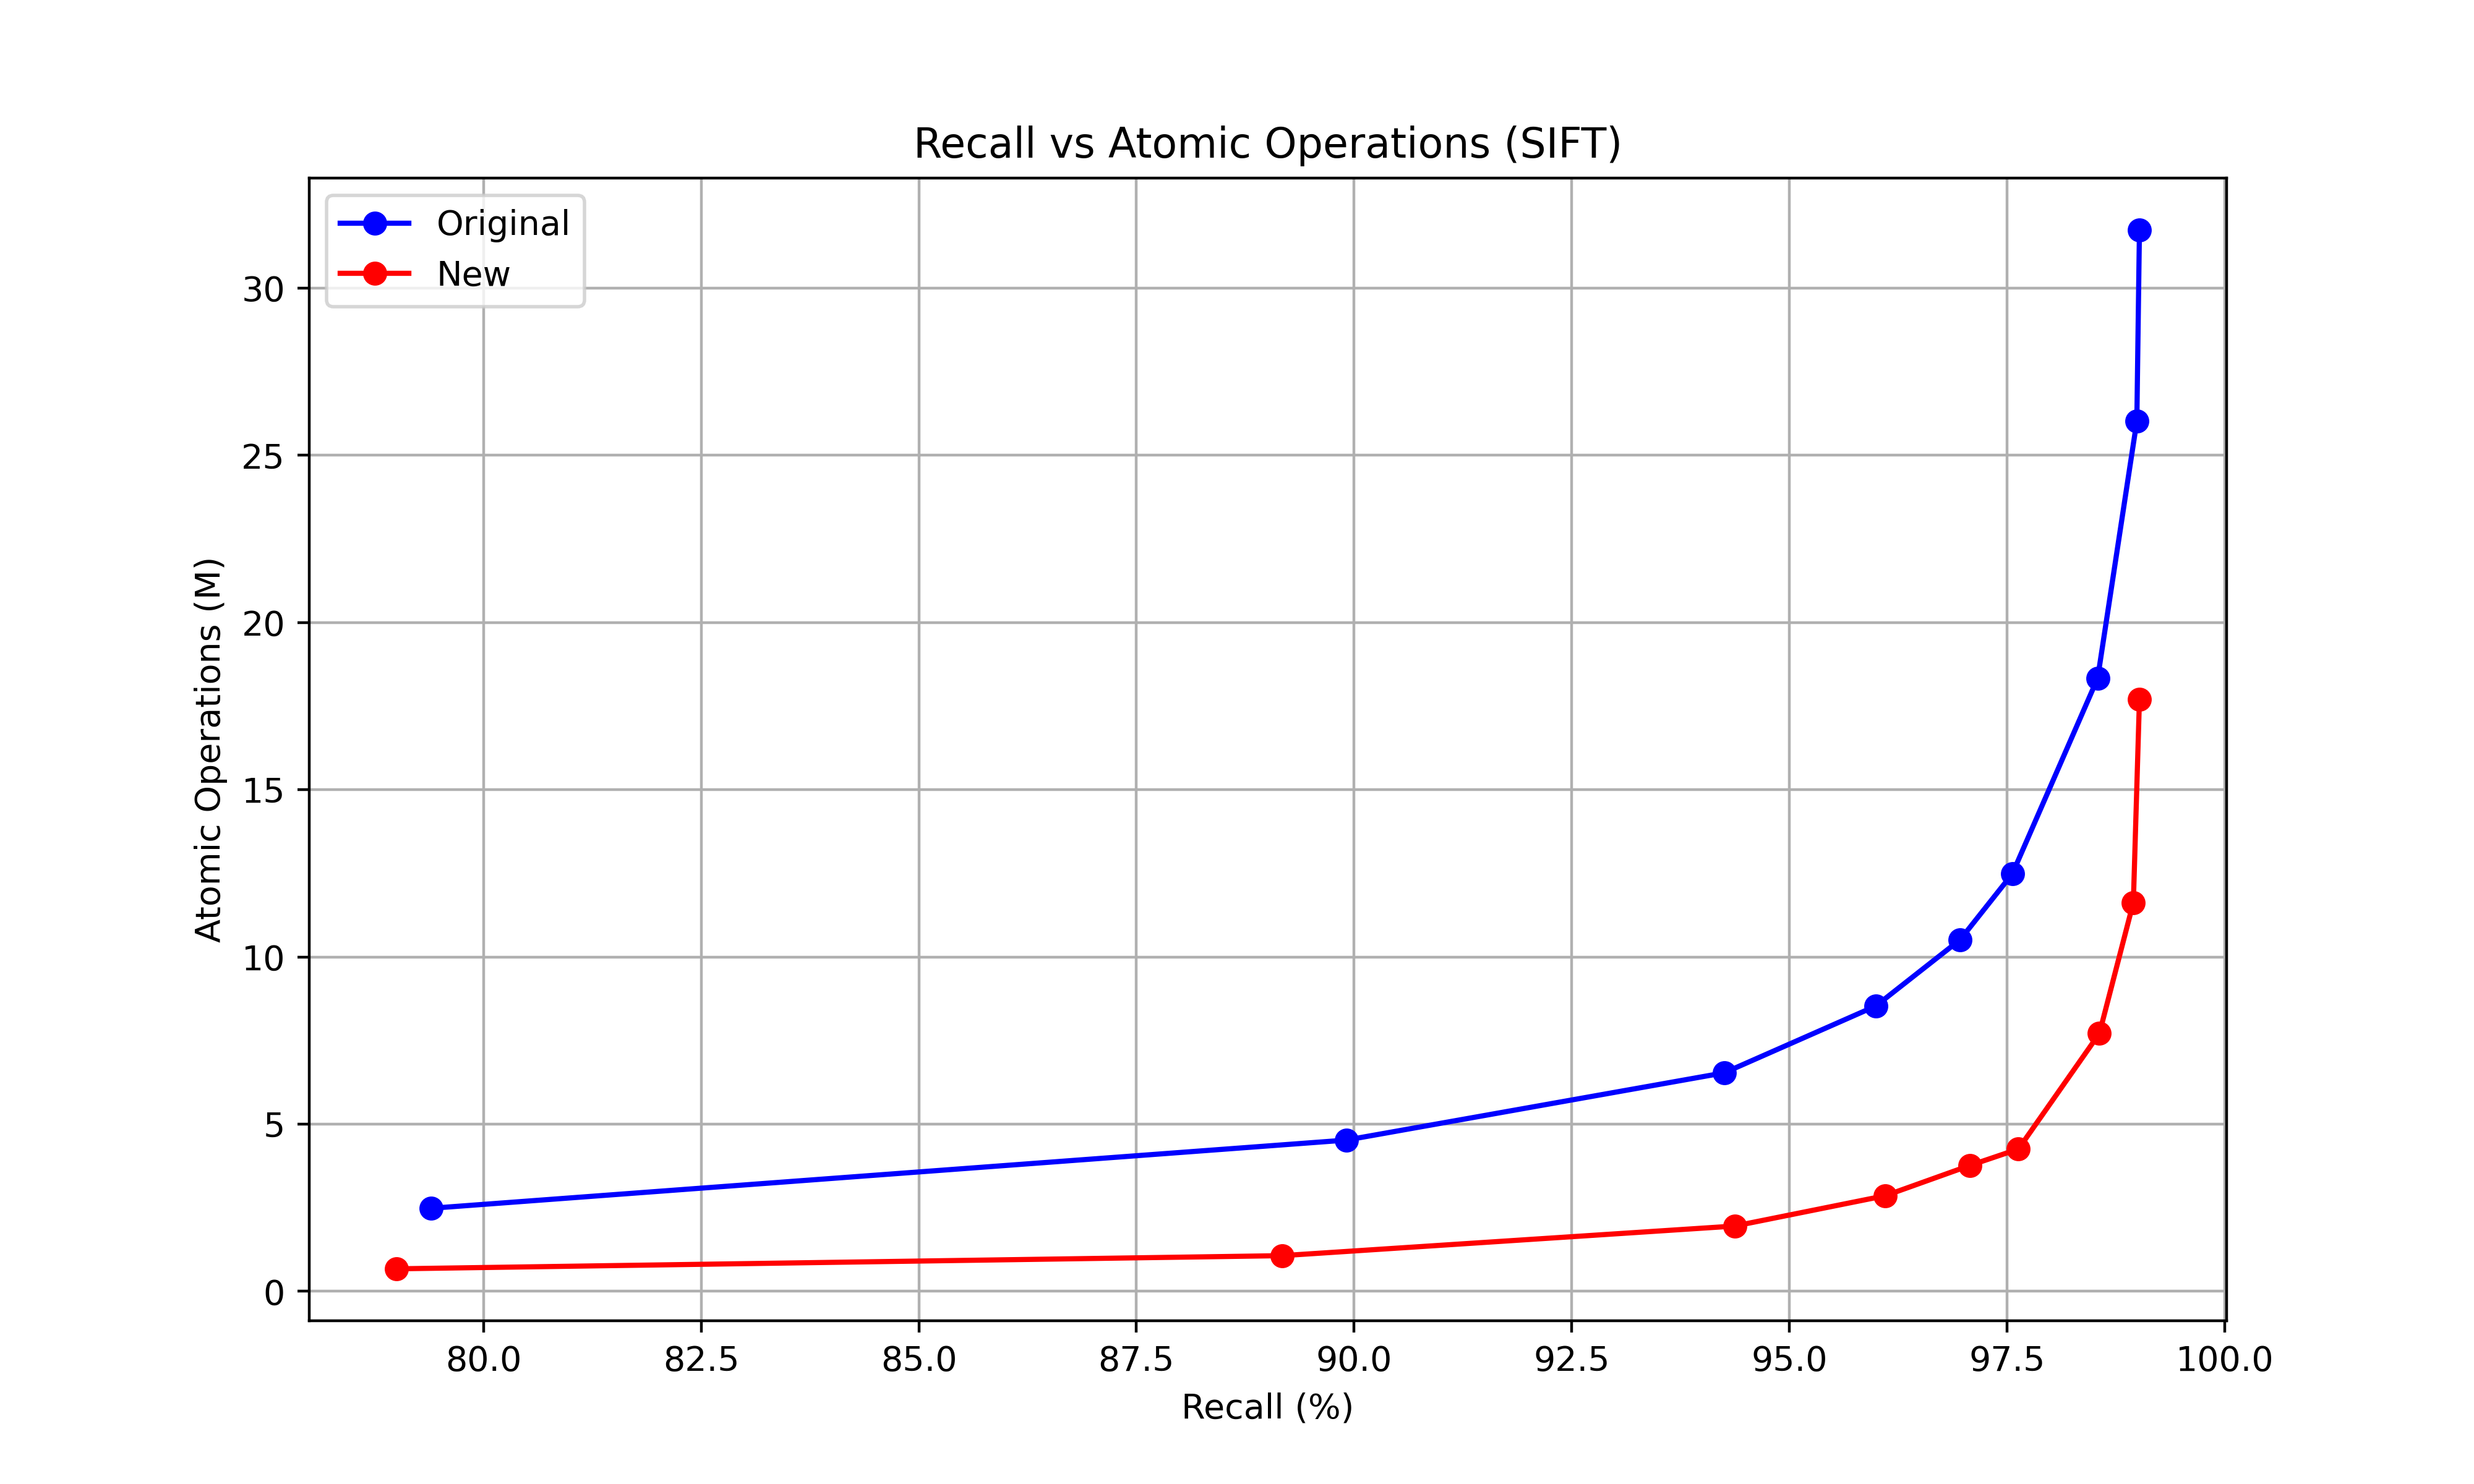 Recall vs Atomic Operations (SIFT)
Original
New
Atomic Operations (M)
30
25
20
15
10
5
0
80.0 82.5 85.0 87.5 90.0 92.5 95.0 97.5 100.0
Recall (%)